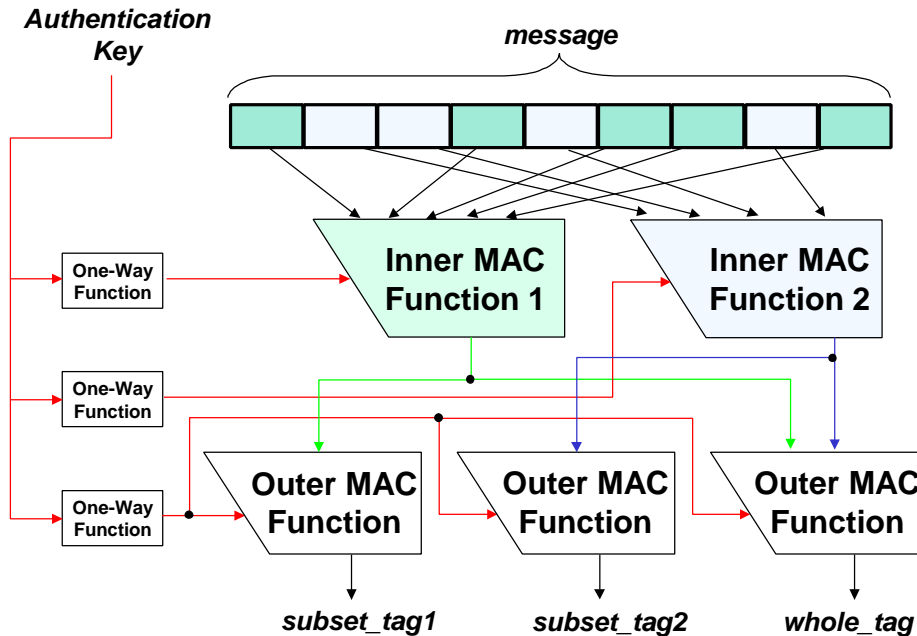 Authentication
Key
message
Inner MAC
Function 1
Inner MAC
Function 2
One-Way
Function
One-Way
Function
One-Way
Function
Outer MAC
Function
Outer MAC
Function
Outer MAC
Function
subset_tag1
subset_tag2
whole_tag